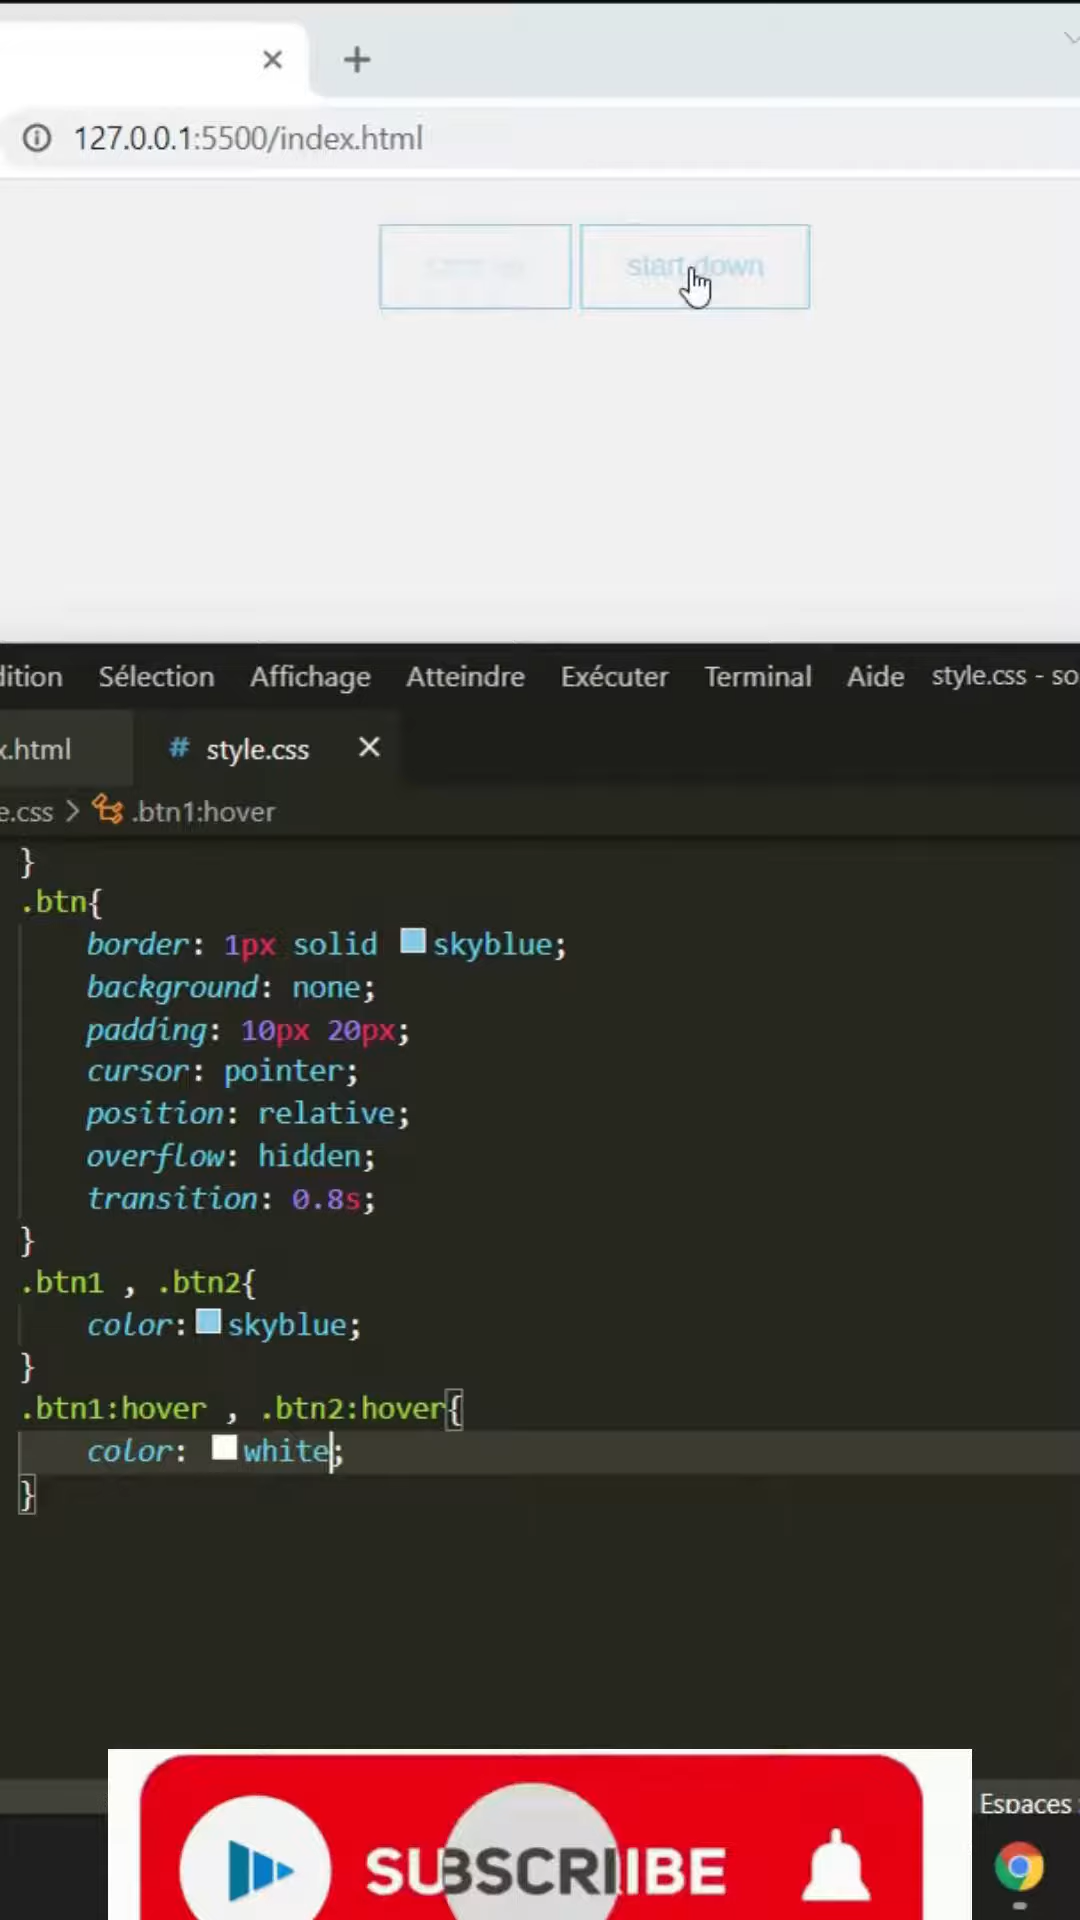 127.0.0.1:5500/index.html
start down
dition Sélection Affichage Atteindre Exécuter Terminal Aide style.css - so
x.html # style.css
e.css > .btn1:hover
}
.btn{
border: 1px solid skyblue;
background: none;
padding: 10px 20px;
cursor: pointer;
position: relative;
overflow: hidden;
transition: 0.8s;
}
.btn1 , .btn2{
color: skyblue;
}
.btn1:hover , .btn2:hover{
color: white;
}
Espaces :
SUBSCRIIBE